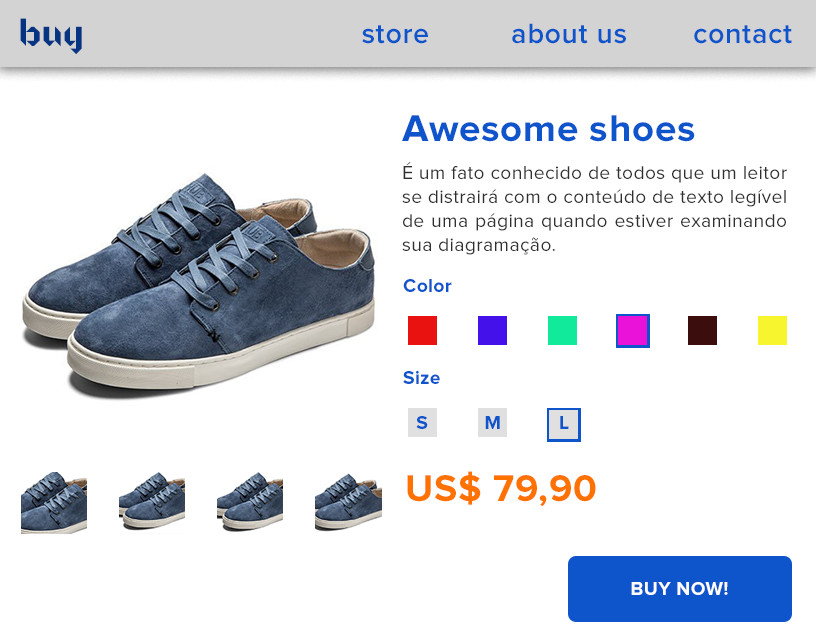 buy
store
about us
contact
Awesome shoes
É um fato conhecido de todos que um leitor
se distrairá com o conteúdo de texto legível
de uma página quando estiver examinando
sua diagramação.
Color
Size
S
M
L
US$ 79,90
BUY NOW!